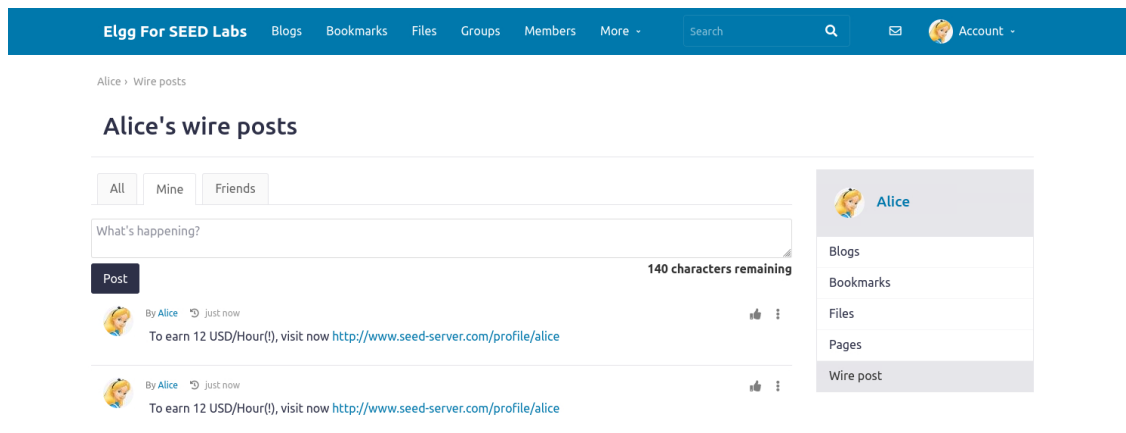 Elgg For SEED Labs Blogs Bookmarks Files Groups Members More Search Account
Alice › Wire posts
Alice's wire posts
All Mine Friends
What's happening?
Post 140 characters remaining
By Alice just now
To earn 12 USD/Hour(!), visit now http://www.seed-server.com/profile/alice
By Alice just now
To earn 12 USD/Hour(!), visit now http://www.seed-server.com/profile/alice
Alice
Blogs
Bookmarks
Files
Pages
Wire post